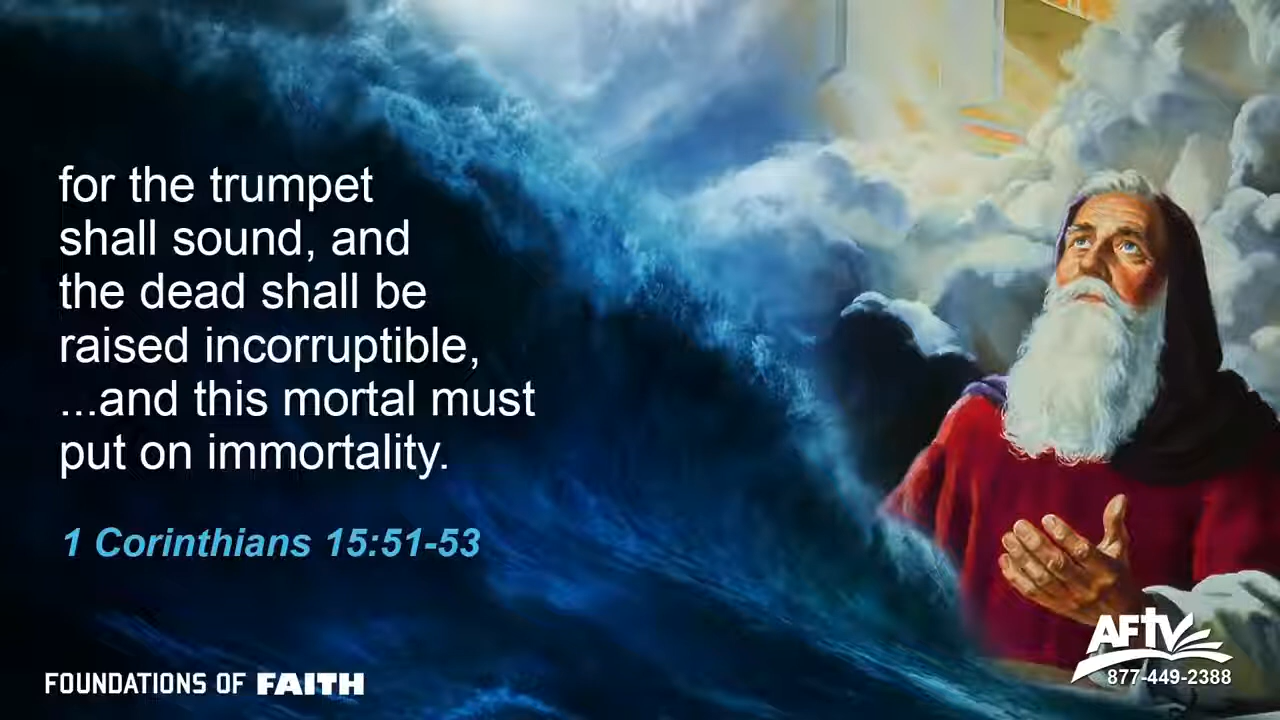 for the trumpet
shall sound, and
the dead shall be
raised incorruptible,
...and this mortal must
put on immortality.
1 Corinthians 15:51-53
FOUNDATIONS OF FAITH
AFTV
877-449-2388